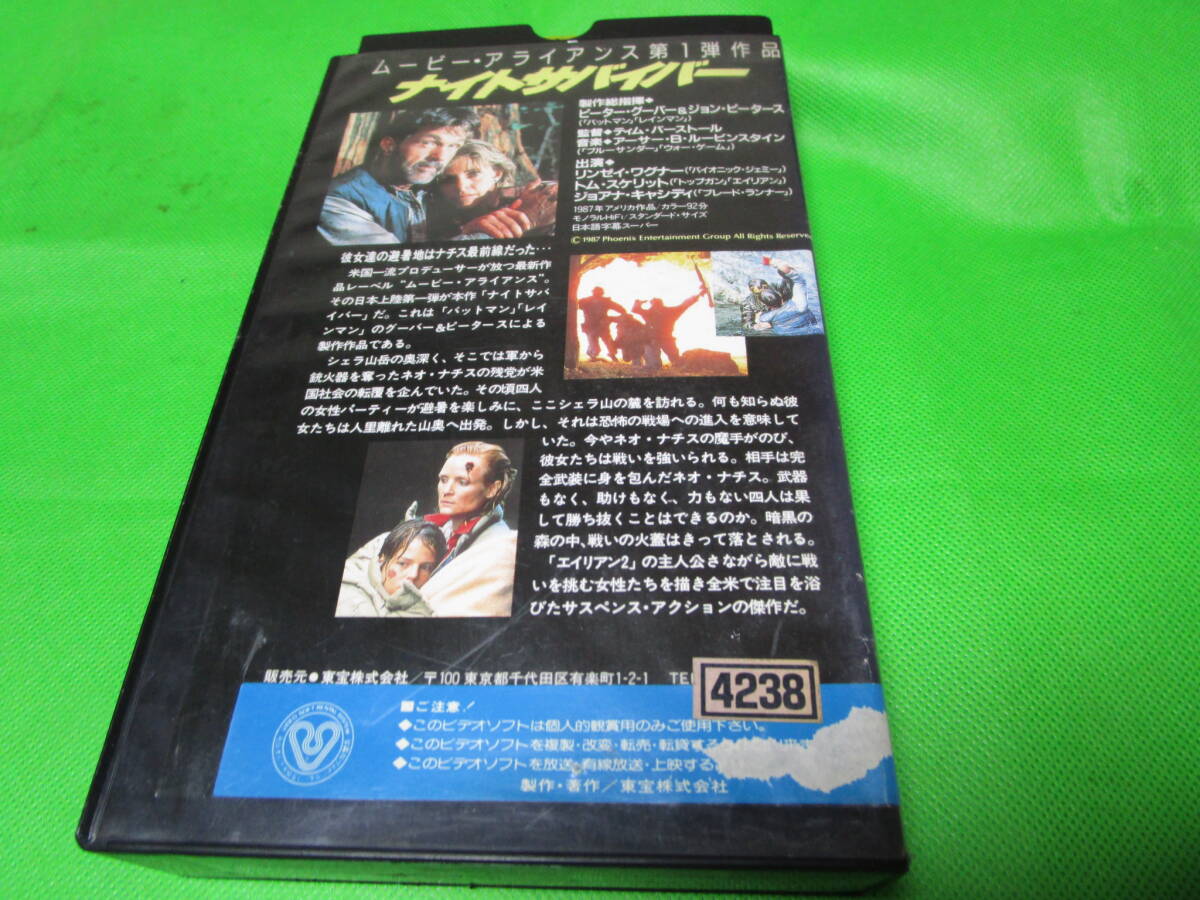 ムービー・アライアンス第1弾作品
ナイトサバイバー
製作総指揮◆
ピーター・グーバー&ジョン・ピータース
(「バットマン」「レインマン」)
監督◆ティム・バーストール
音楽◆アーサー・B・ルービンスタイン
(「ブルーサンダー」「ウォー・ゲーム」)
出演◆
リンゼイ・ワグナー(「バイオニック・ジェミー」)
トム・スケリット(「トップガン」「エイリアン」)
ジョアナ・キャシディ(「ブレード・ランナー」)
1987年アメリカ作品/カラー92分
モノラルHiFi/スタンダード・サイズ
日本語字幕スーパー
© 1987 Phoenix Entertainment Group All Rights Reserve
彼女達の避暑地はナチス最前線だった…
米国一流プロデューサーが放つ最新作
品レーベル“ムービー・アライアンス”。
その日本上陸第一弾が本作「ナイトサバ
イバー」だ。これは「バットマン」「レイ
ンマン」のグーバー&ピータースによる
製作作品である。
シェラ山岳の奥深く、そこでは軍から
銃火器を奪ったネオ・ナチスの残党が米
国社会の転覆を企んでいた。その頃四人
の女性パーティーが避暑を楽しみに、ここシェラ山の麓を訪れる。何も知らぬ彼
女たちは人里離れた山奥へ出発。しかし、それは恐怖の戦場への進入を意味して
いた。今やネオ・ナチスの魔手がのび、
彼女たちは戦いを強いられる。相手は完
全武装に身を包んだネオ・ナチス。武器
もなく、助けもなく、力もない四人は果
して勝ち抜くことはできるのか。暗黒の
森の中、戦いの火蓋はきって落とされる。
「エイリアン2」の主人公さながら敵に戦
いを挑む女性たちを描き全米で注目を浴
びたサスペンス・アクションの傑作だ。
販売元●東宝株式会社/〒100 東京都千代田区有楽町1-2-1 TEL
4238
■ご注意!
◆このビデオソフトは個人的観賞用のみご使用下さい。
◆このビデオソフトを複製・改変・転売・転貸する
◆このビデオソフトを放送・有線放送・上映する
製作・著作/東宝株式会社